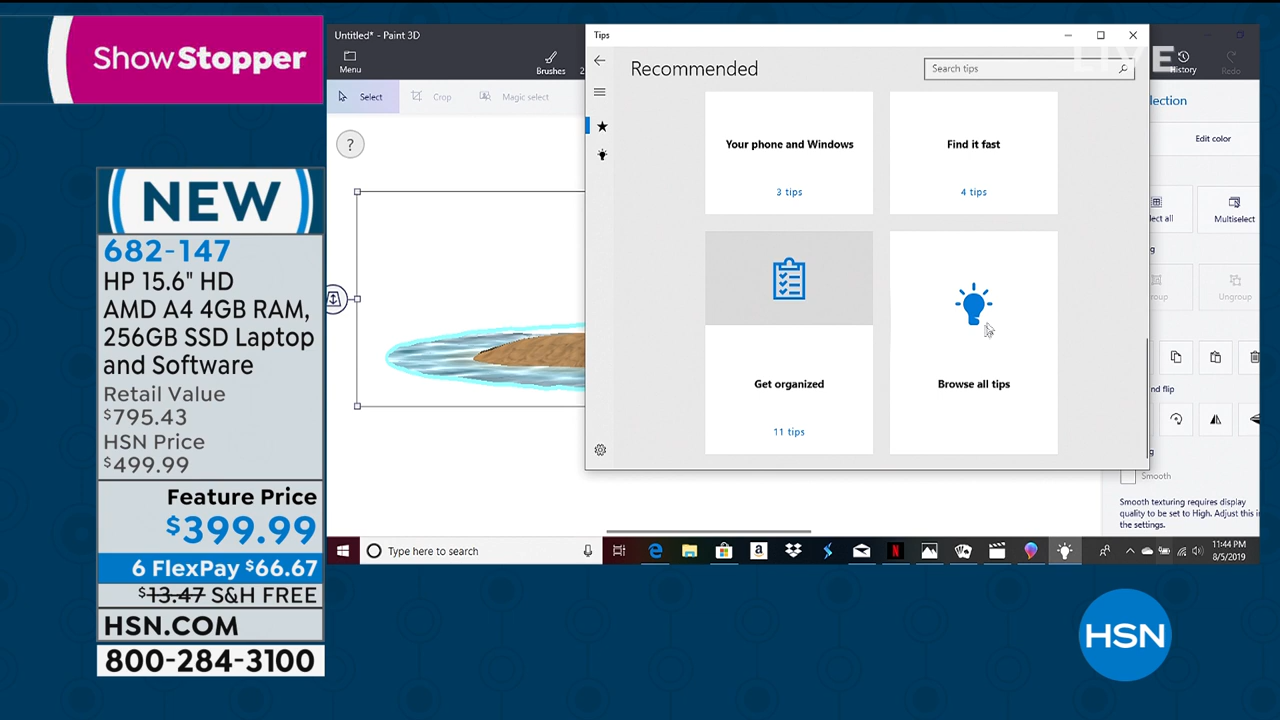 ShowStopper
NEW
682-147
HP 15.6" HD
AMD A4 4GB RAM,
256GB SSD Laptop
and Software
Retail Value
$795.43
HSN Price
$499.99
Feature Price
$399.99
6 FlexPay $66.67
$13.47 S&H FREE
HSN.COM
800-284-3100
Untitled* - Paint 3D
Menu
Brushes
2
Select
Crop
Magic select
?
Tips
Recommended
Search tips
Your phone and Windows
3 tips
Find it fast
4 tips
Get organized
11 tips
Browse all tips
LIVE
History
Redo
lection
Edit color
ect all
Multiselect
g
roup
Ungroup
nd flip
g
Smooth
Smooth texturing requires display
quality to be set to High. Adjust this
the settings.
Type here to search
a
N
11:44 PM
8/5/2019
HSN